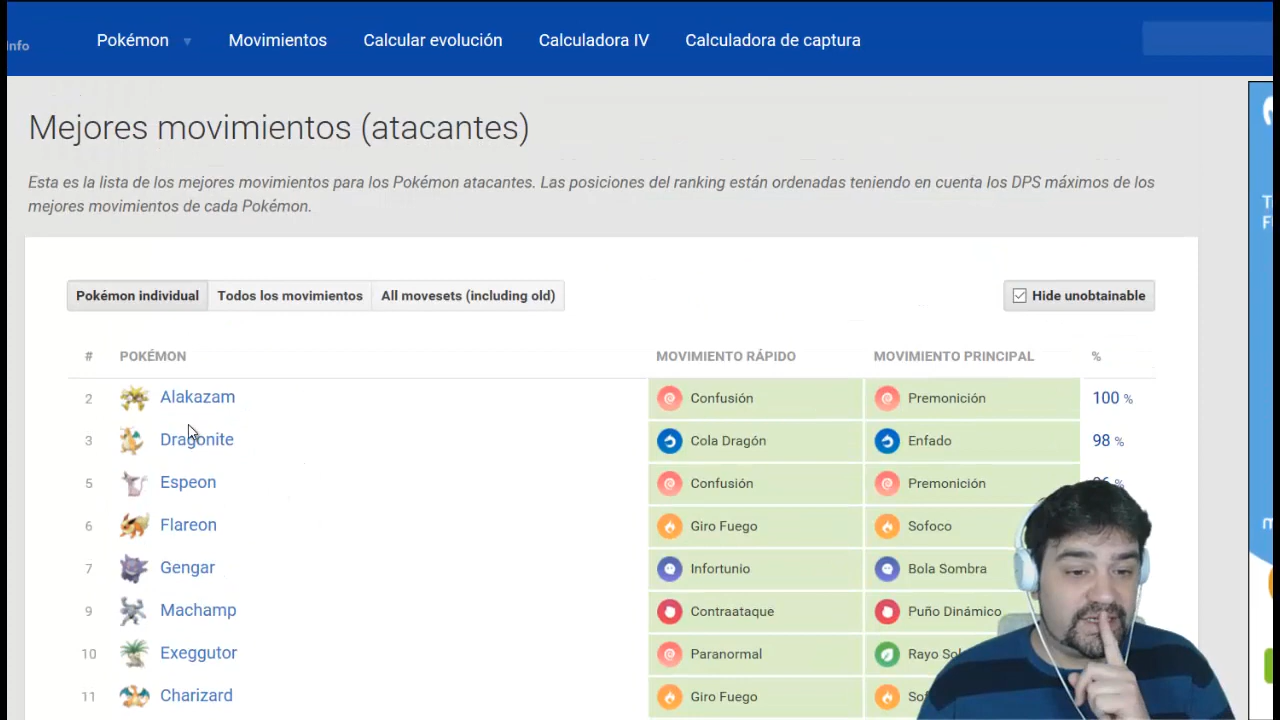 Info
Pokémon Movimientos Calcular evolución Calculadora IV Calculadora de captura
Mejores movimientos (atacantes)
Esta es la lista de los mejores movimientos para los Pokémon atacantes. Las posiciones del ranking están ordenadas teniendo en cuenta los DPS máximos de los
mejores movimientos de cada Pokémon.
Pokémon individual Todos los movimientos All movesets (including old) Hide unobtainable
# POKÉMON MOVIMIENTO RÁPIDO MOVIMIENTO PRINCIPAL %
2 Alakazam Confusión Premonición 100 %
3 Dragonite Cola Dragón Enfado 98 %
5 Espeon Confusión Premonición %
6 Flareon Giro Fuego Sofoco
7 Gengar Infortunio Bola Sombra
9 Machamp Contraataque Puño Dinámico
10 Exeggutor Paranormal Rayo
11 Charizard Giro Fuego